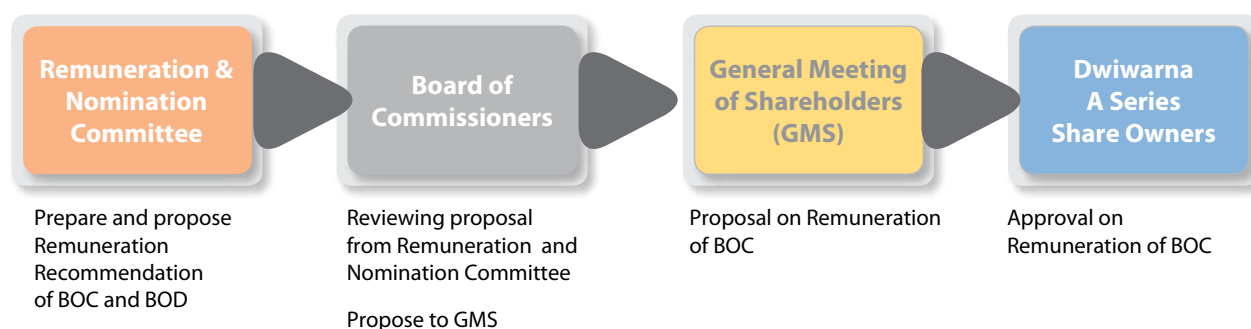 Remuneration &
Nomination
Committee
Prepare and propose
Remuneration
Recommendation
of BOC and BOD
Board of
Commissioners
Reviewing proposal
from Remuneration and
Nomination Committee
Propose to GMS
General Meeting
of Shareholders
(GMS)
Proposal on Remuneration
of BOC
Dwiwarna
A Series
Share Owners
Approval on
Remuneration of BOC